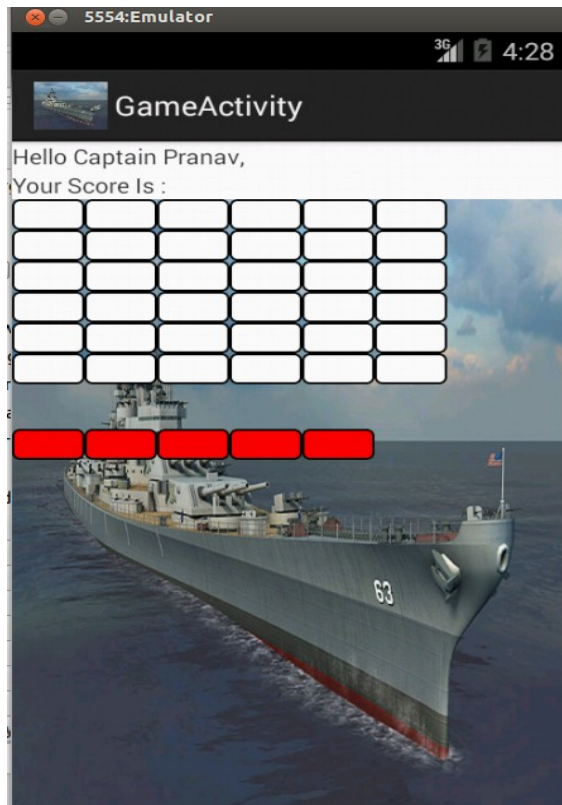 5554:Emulator
3G 4:28
GameActivity
Hello Captain Pranav,
Your Score Is :
63